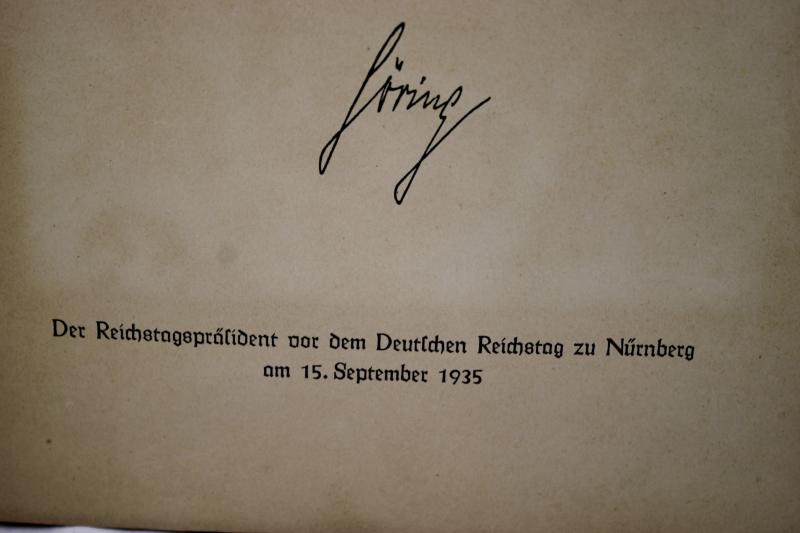 Göring
Der Reichstagspräſident vor dem Deutſchen Reichstag zu Nürnberg
am 15. September 1935